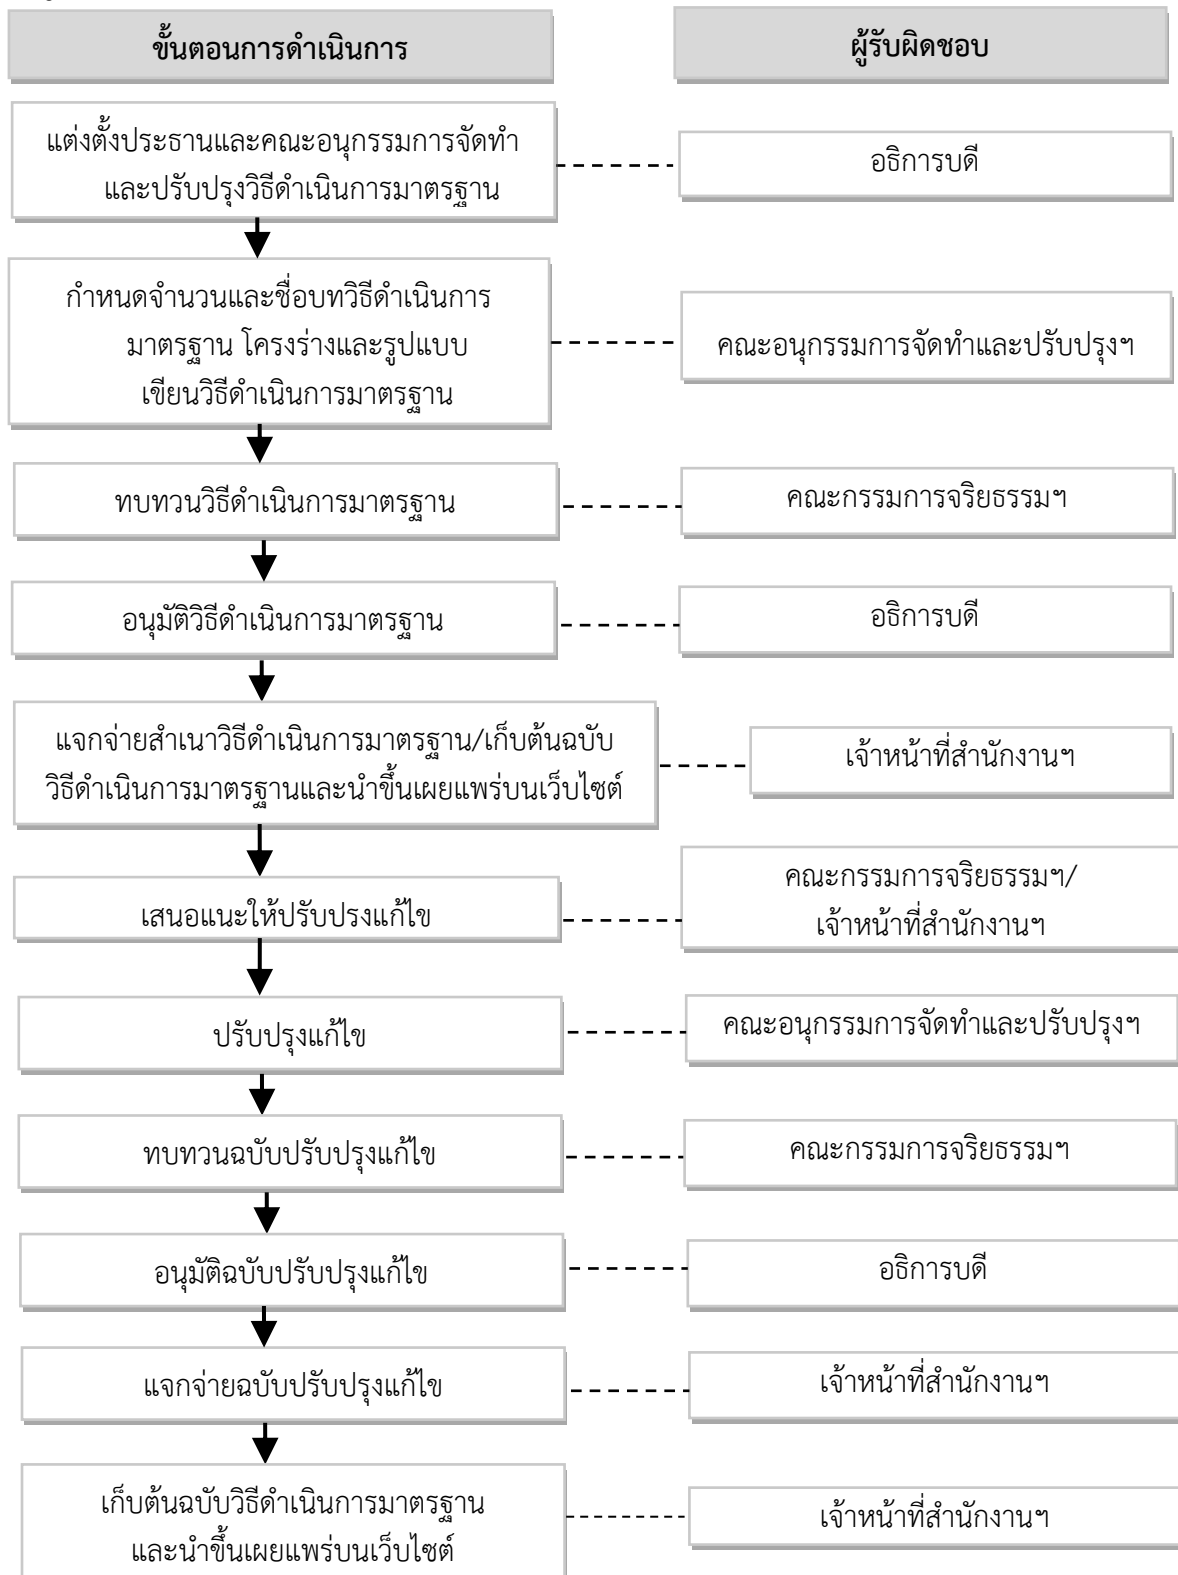 ขั้นตอนการดำเนินการ
ผู้รับผิดชอบ
แต่งตั้งประธานและคณะอนุกรรมการจัดทำ
และปรับปรุงวิธีดำเนินการมาตรฐาน
อธิการบดี
กำหนดจำนวนและชื่อบทวิธีดำเนินการ
มาตรฐาน โครงร่างและรูปแบบ
เขียนวิธีดำเนินการมาตรฐาน
คณะอนุกรรมการจัดทำและปรับปรุงฯ
ทบทวนวิธีดำเนินการมาตรฐาน
คณะกรรมการจริยธรรมฯ
อนุมัติวิธีดำเนินการมาตรฐาน
อธิการบดี
แจกจ่ายสำเนาวิธีดำเนินการมาตรฐาน/เก็บต้นฉบับ
วิธีดำเนินการมาตรฐานและนำขึ้นเผยแพร่บนเว็บไซต์
เจ้าหน้าที่สำนักงานฯ
เสนอแนะให้ปรับปรงแก้ไข
คณะกรรมการจริยธรรมฯ/
เจ้าหน้าที่สำนักงานฯ
ปรับปรุงแก้ไข
คณะอนุกรรมการจัดทำและปรับปรุงฯ
ทบทวนฉบับปรับปรุงแก้ไข
คณะกรรมการจริยธรรมฯ
อนุมัติฉบับปรับปรุงแก้ไข
อธิการบดี
แจกจ่ายฉบับปรับปรุงแก้ไข
เจ้าหน้าที่สำนักงานฯ
เก็บต้นฉบับวิธีดำเนินการมาตรฐาน
และนำขึ้นเผยแพร่บนเว็บไซต์
เจ้าหน้าที่สำนักงานฯ